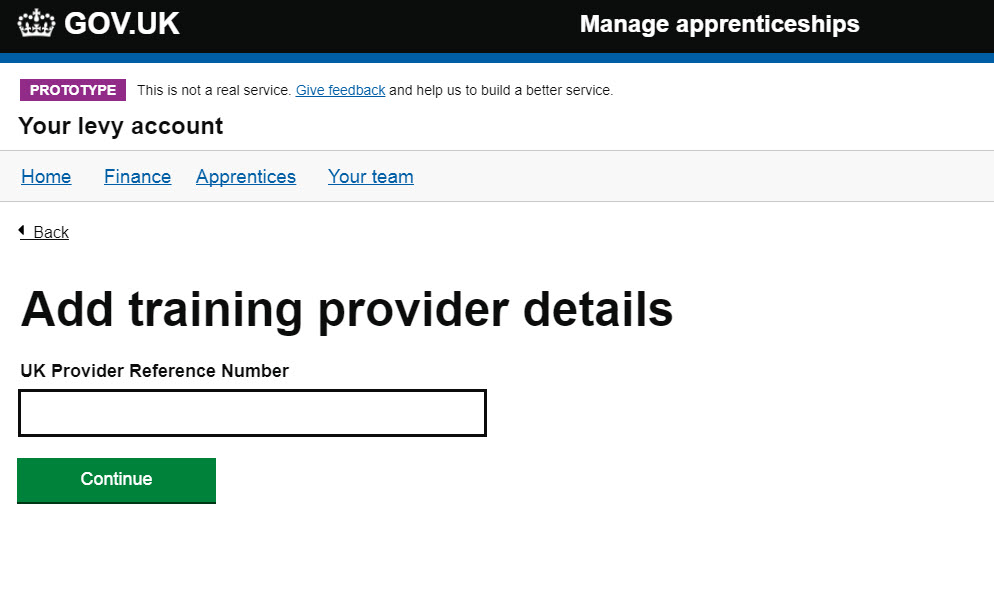 GOV.UK Manage apprenticeships
PROTOTYPE This is not a real service. Give feedback and help us to build a better service.
Your levy account
Home Finance Apprentices Your team
Back
Add training provider details
UK Provider Reference Number
Continue